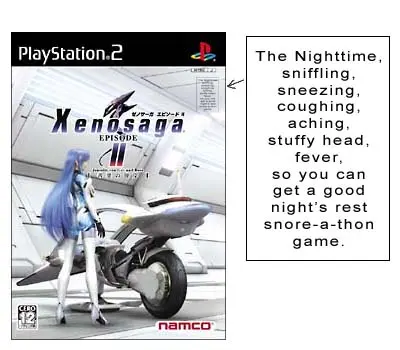 PlayStation.2
Xenosaga
ゼノサーガ エピソードII
EPISODE
II
CERO
12
namco
The Nighttime,
sniffling,
sneezing,
coughing,
aching,
stuffy head,
fever,
so you can
get a good
night's rest
snore-a-thon
game.